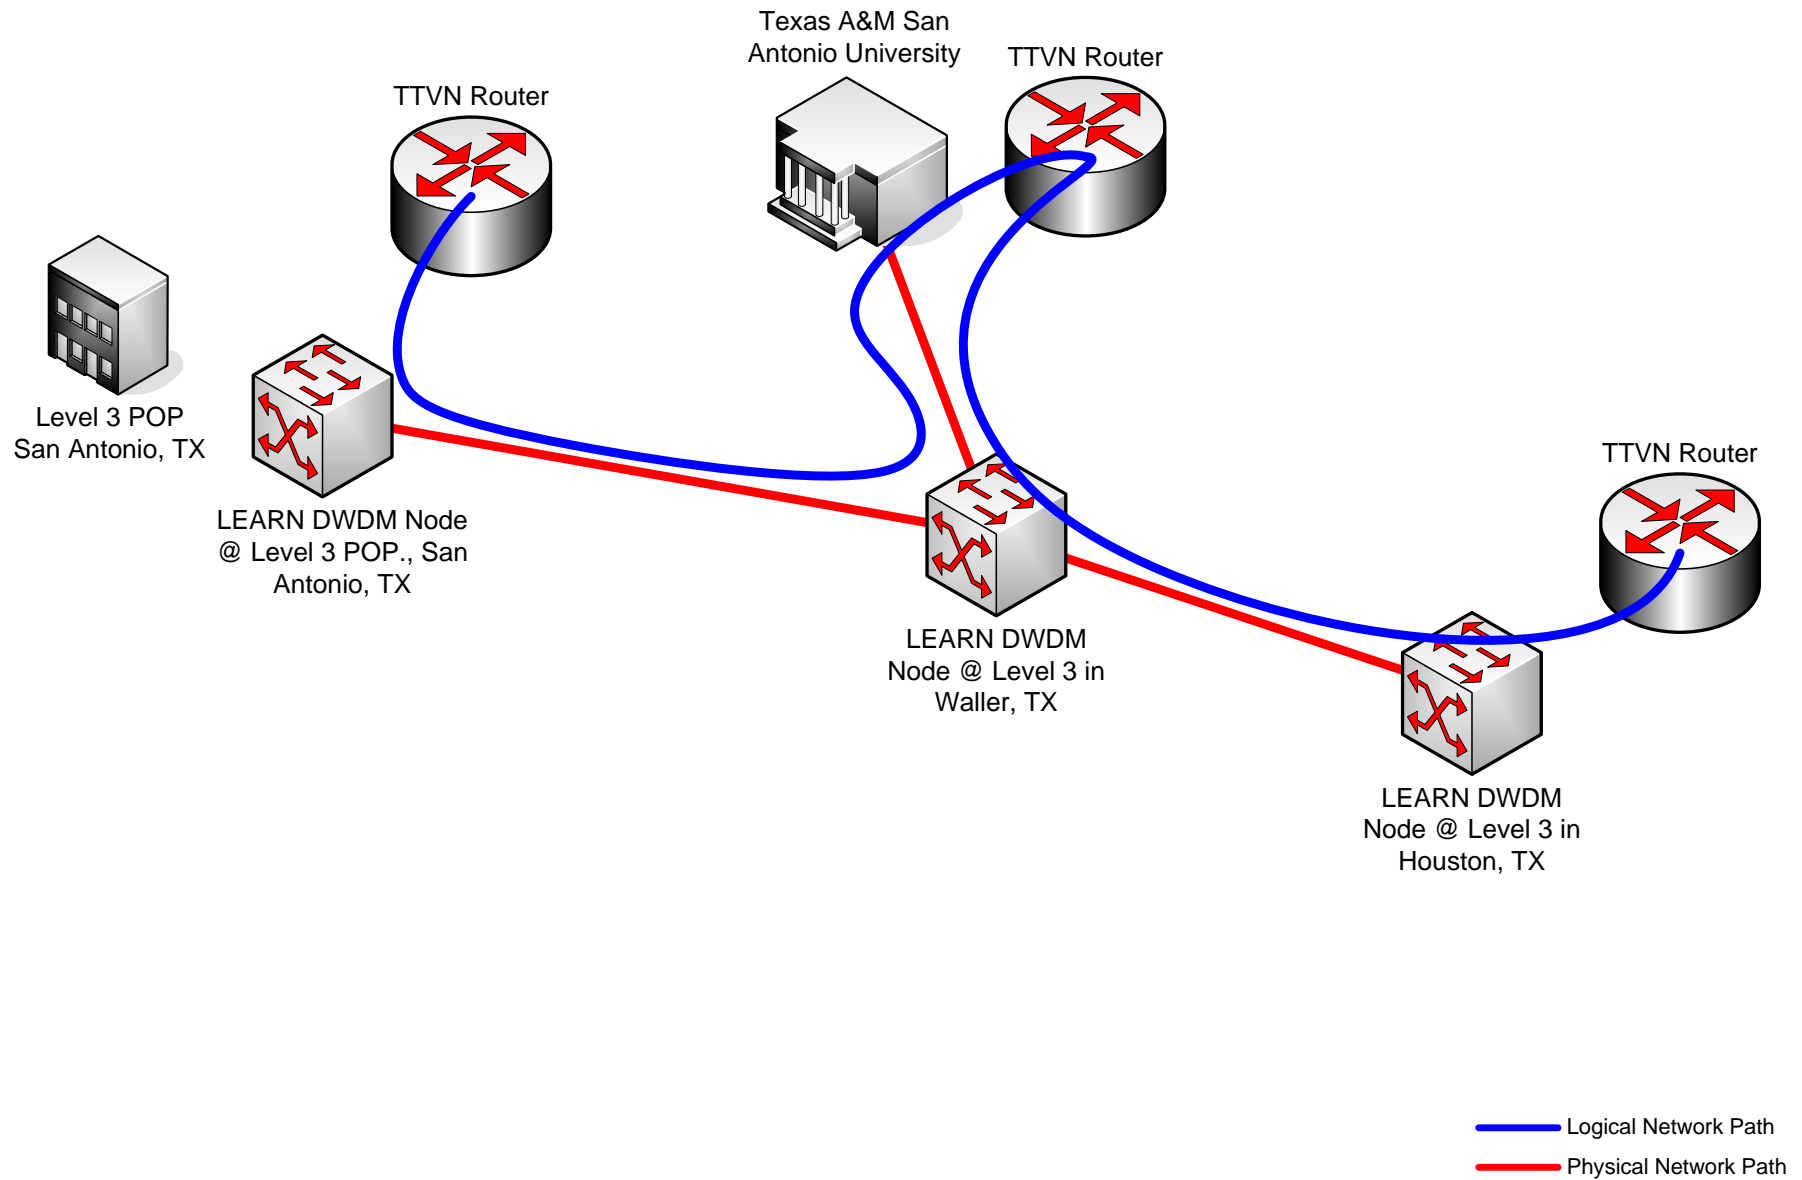 Texas A&M San
Antonio University
TTVN Router
TTVN Router
Level 3 POP
San Antonio, TX
LEARN DWDM Node
@ Level 3 POP., San
Antonio, TX
TTVN Router
LEARN DWDM
Node @ Level 3 in
Waller, TX
LEARN DWDM
Node @ Level 3 in
Houston, TX
Logical Network Path
Physical Network Path